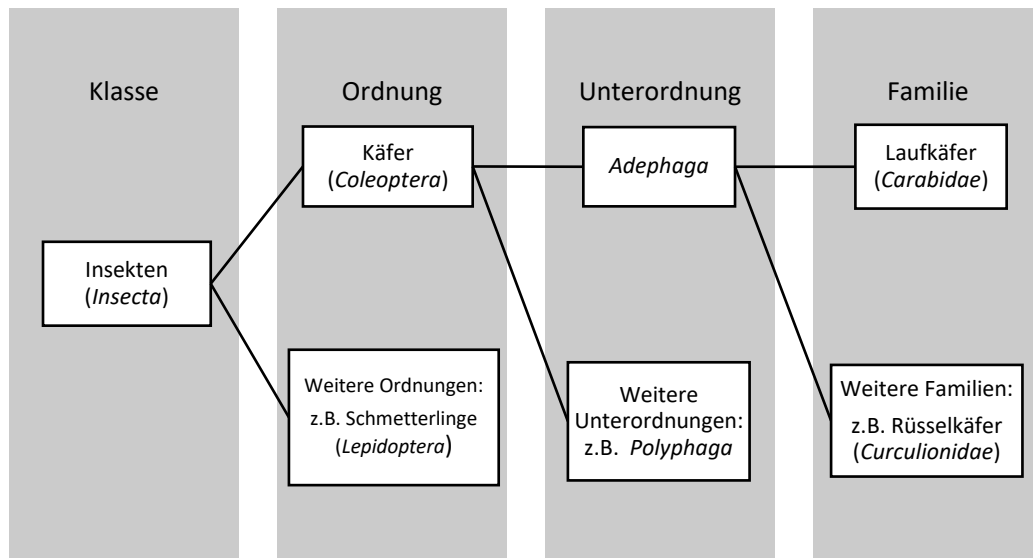 Klasse
Ordnung
Unterordnung
Familie
Käfer
(Coleoptera)
Adephaga
Laufkäfer
(Carabidae)
Insekten
(Insecta)
Weitere Ordnungen:
z.B. Schmetterlinge
(Lepidoptera)
Weitere
Unterordnungen:
z.B. Polyphaga
Weitere Familien:
z.B. Rüsselkäfer
(Curculionidae)